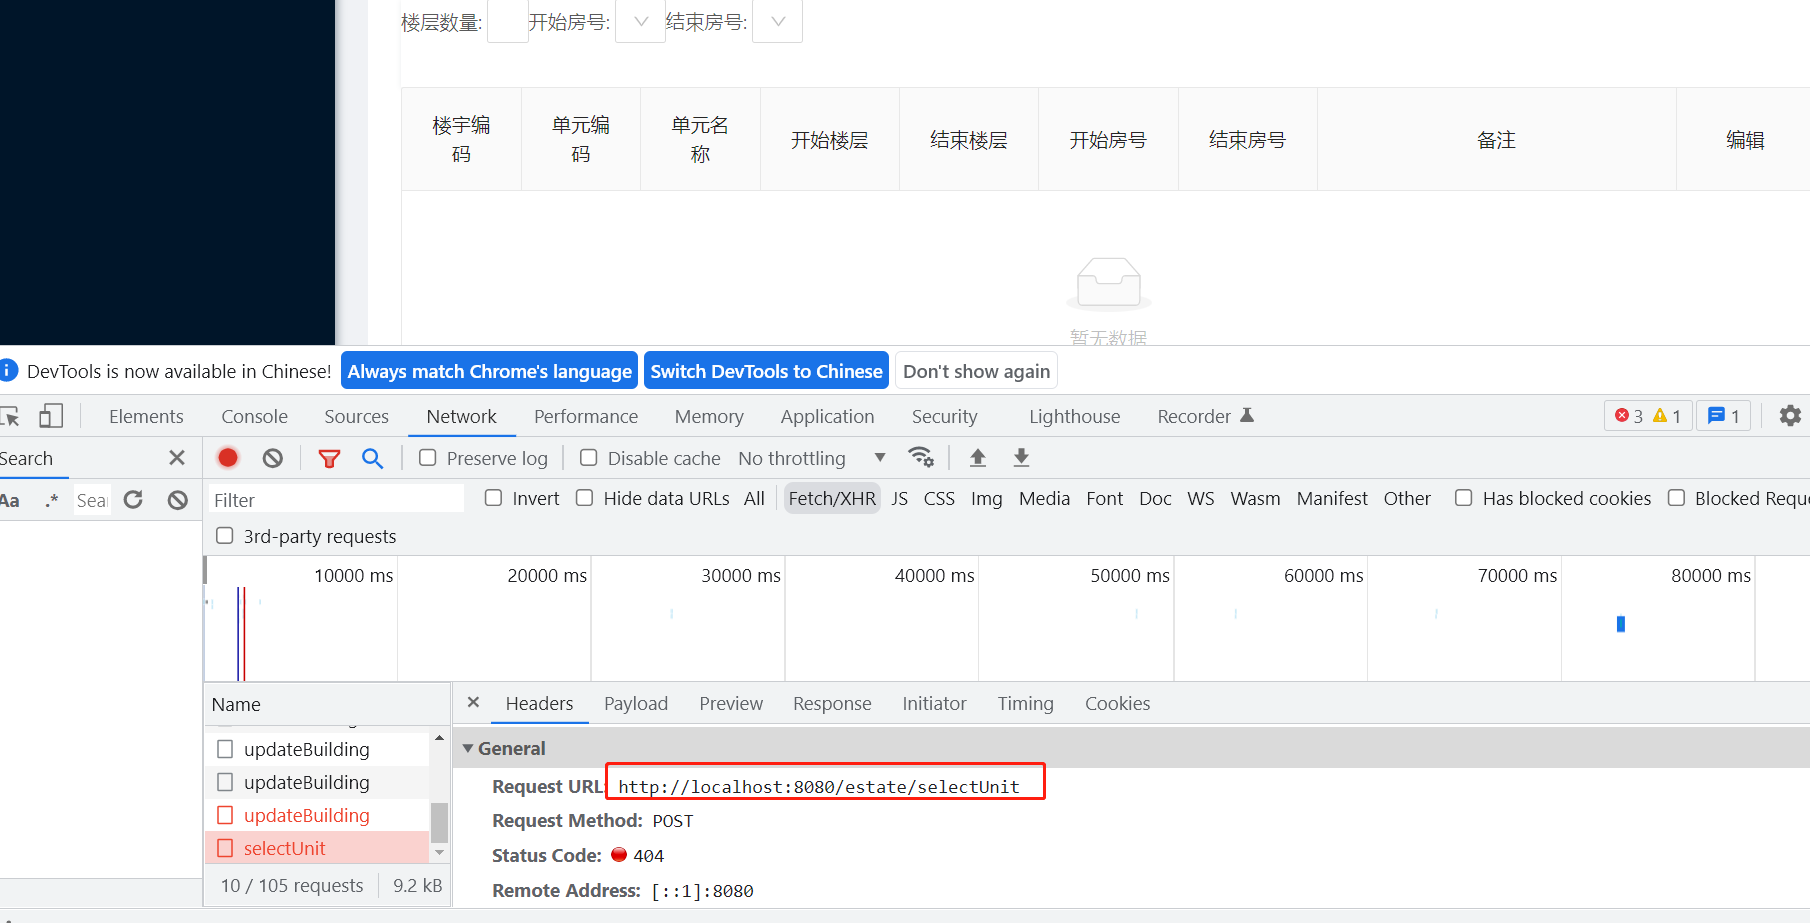 楼层数量: 开始房号: 结束房号:
楼宇编码 单元编码 单元名称 开始楼层 结束楼层 开始房号 结束房号 备注 编辑
暂无数据
DevTools is now available in Chinese! Always match Chrome's language Switch DevTools to Chinese Don't show again
Elements Console Sources Network Performance Memory Application Security Lighthouse Recorder 3 1 1
Search Preserve log Disable cache No throttling
Aa .* Sea Filter Invert Hide data URLs All Fetch/XHR JS CSS Img Media Font Doc WS Wasm Manifest Other Has blocked cookies Blocked Reque
3rd-party requests
10000 ms 20000 ms 30000 ms 40000 ms 50000 ms 60000 ms 70000 ms 80000 ms
Name Headers Payload Preview Response Initiator Timing Cookies
updateBuilding
updateBuilding
updateBuilding
selectUnit
10 / 105 requests 9.2 kB
General
Request URL: http://localhost:8080/estate/selectUnit
Request Method: POST
Status Code: 404
Remote Address: [::1]:8080